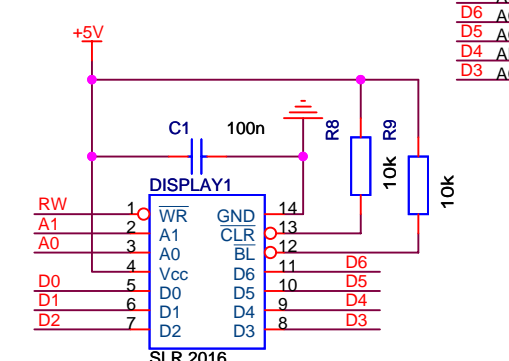 +5V
D6
D5
D4
D3
C1 100n
R8
R9
10k
10k
DISPLAY1
RW 1 WR GND 14
A1 2 A1 CLR 13
A0 3 A0 BL 12
4 Vcc D6 11 D6
D0 5 D0 D5 10 D5
D1 6 D1 D4 9 D4
D2 7 D2 D3 8 D3
SLR 2016